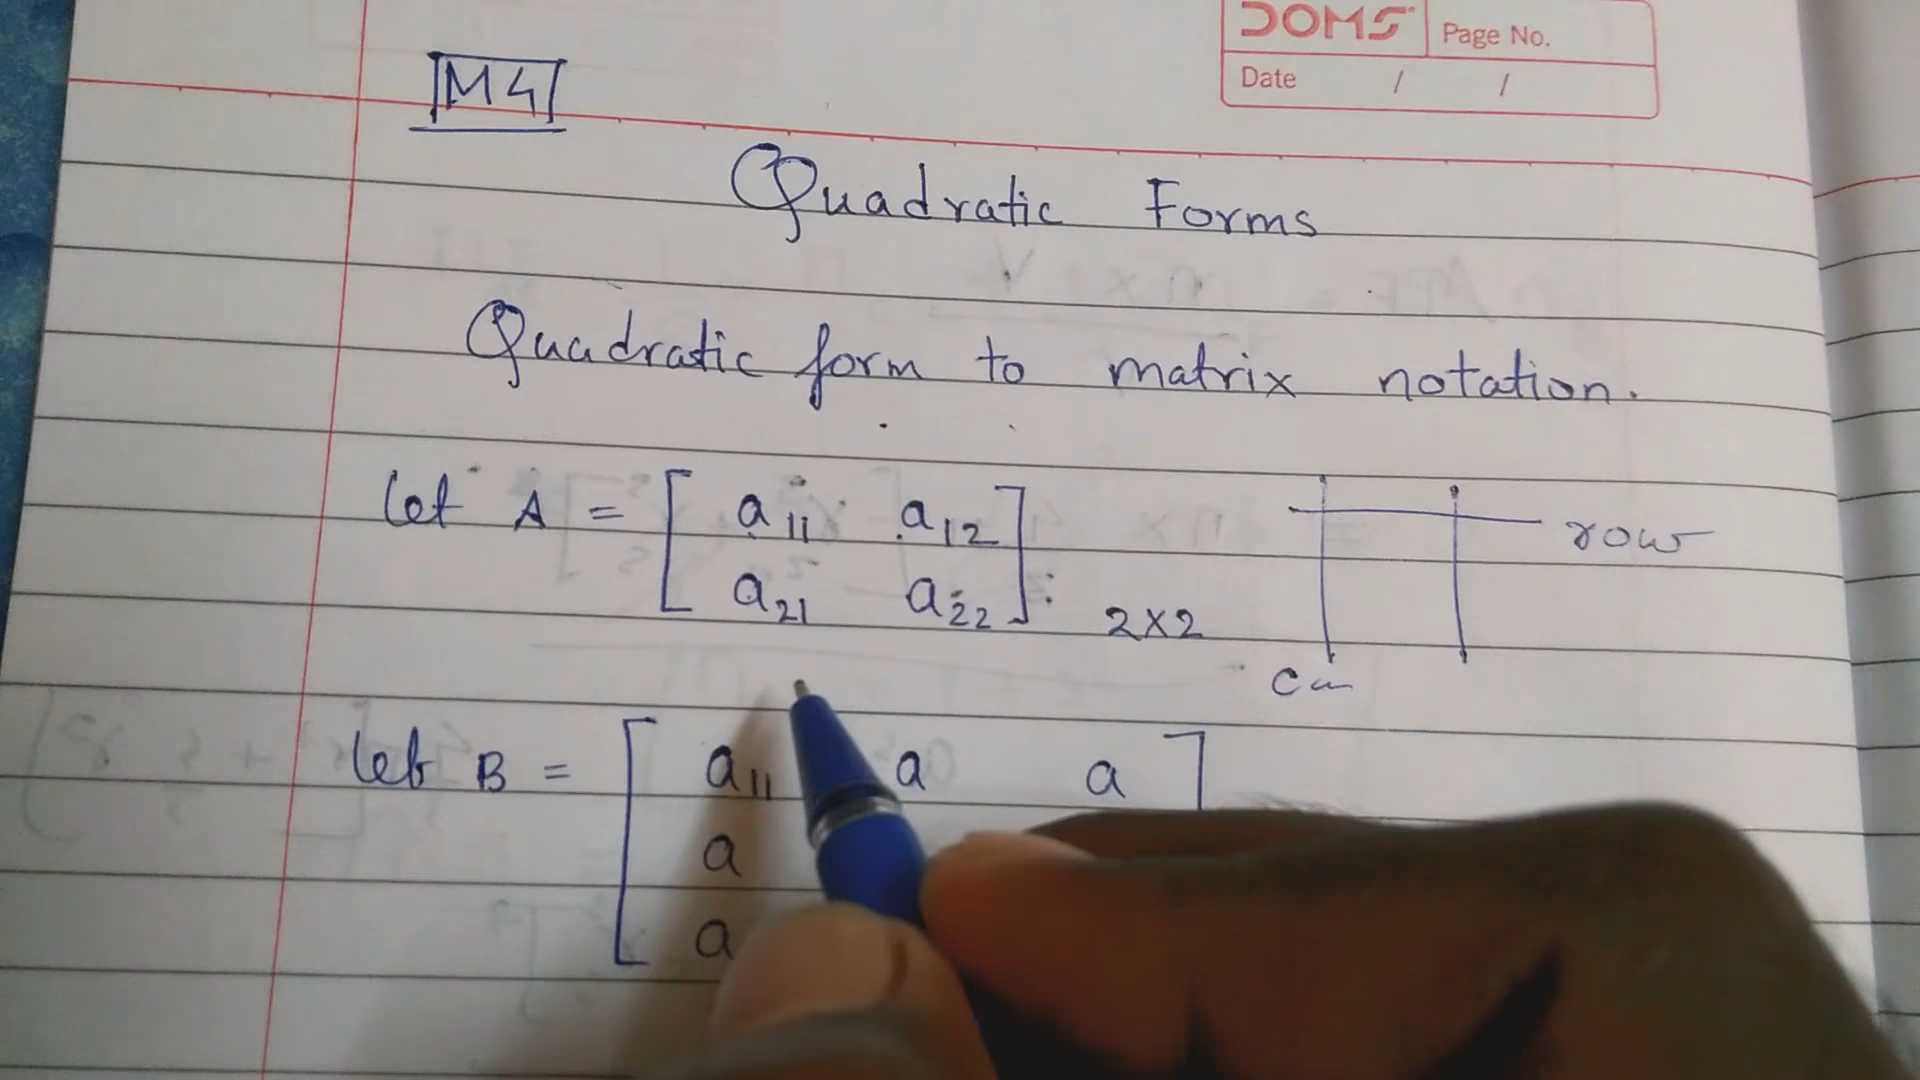 DOMS Page No.
Date / /
M4
Quadratic Forms
Quadratic form to matrix notation.
let A = [ a11 a12
a21 a22 ] 2x2
row
let B = [ a11 a a ]
a
a